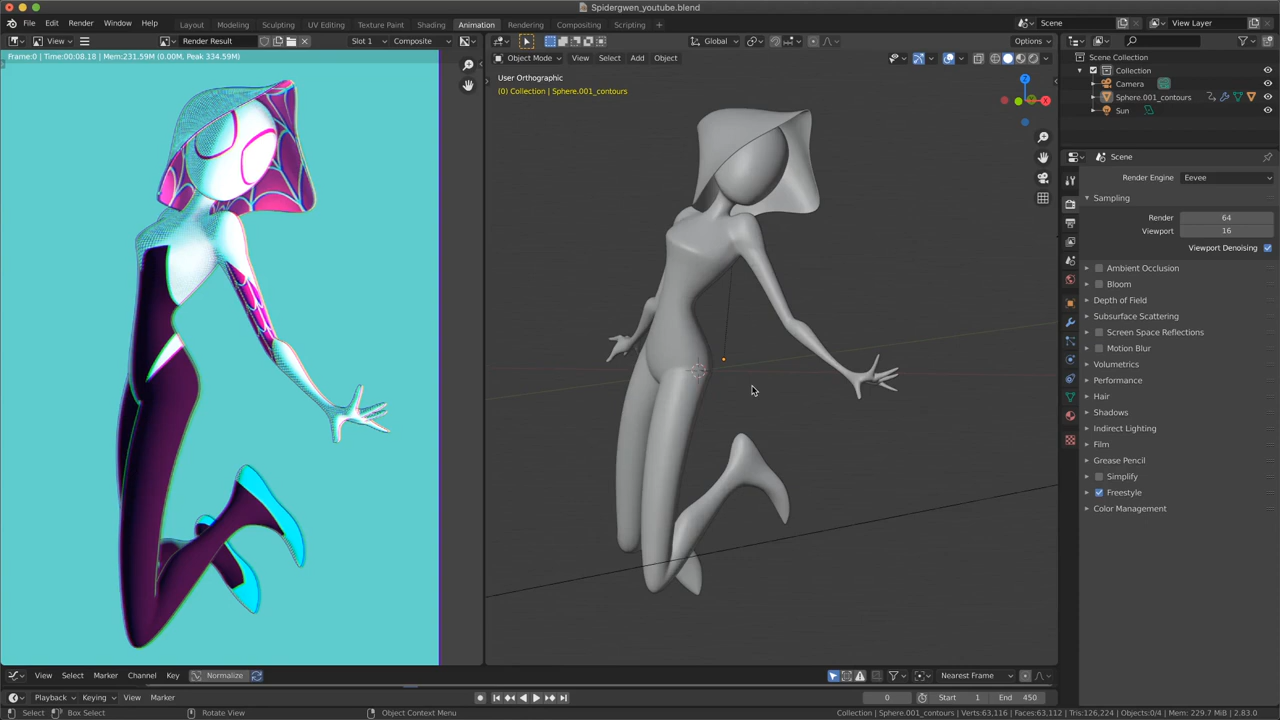 Spidergwen_youtube.blend
File Edit Render Window Help Layout Modeling Sculpting UV Editing Texture Paint Shading Animation Rendering Compositing Scripting + Scene View Layer
View Render Result Slot 1 Composite Global Options
Frame:0 | Time:00:08.18 | Mem:231.59M (0.00M, Peak 334.59M)
Object Mode View Select Add Object
User Orthographic
(0) Collection | Sphere.001_contours
Z
X
Scene Collection
Collection
Camera
Sphere.001_contours
Sun
Scene
Render Engine Eevee
Sampling
Render 64
Viewport 16
Viewport Denoising
Ambient Occlusion
Bloom
Depth of Field
Subsurface Scattering
Screen Space Reflections
Motion Blur
Volumetrics
Performance
Hair
Shadows
Indirect Lighting
Film
Grease Pencil
Simplify
Freestyle
Color Management
View Select Marker Channel Key Normalize Nearest Frame
Playback Keying View Marker 0 Start 1 End 450
Select Box Select Rotate View Object Context Menu Collection | Sphere.001_contours | Verts:63,116 | Faces:63,112 | Tris:126,224 | Objects:0/4 | Mem: 229.7 MiB | 2.83.0